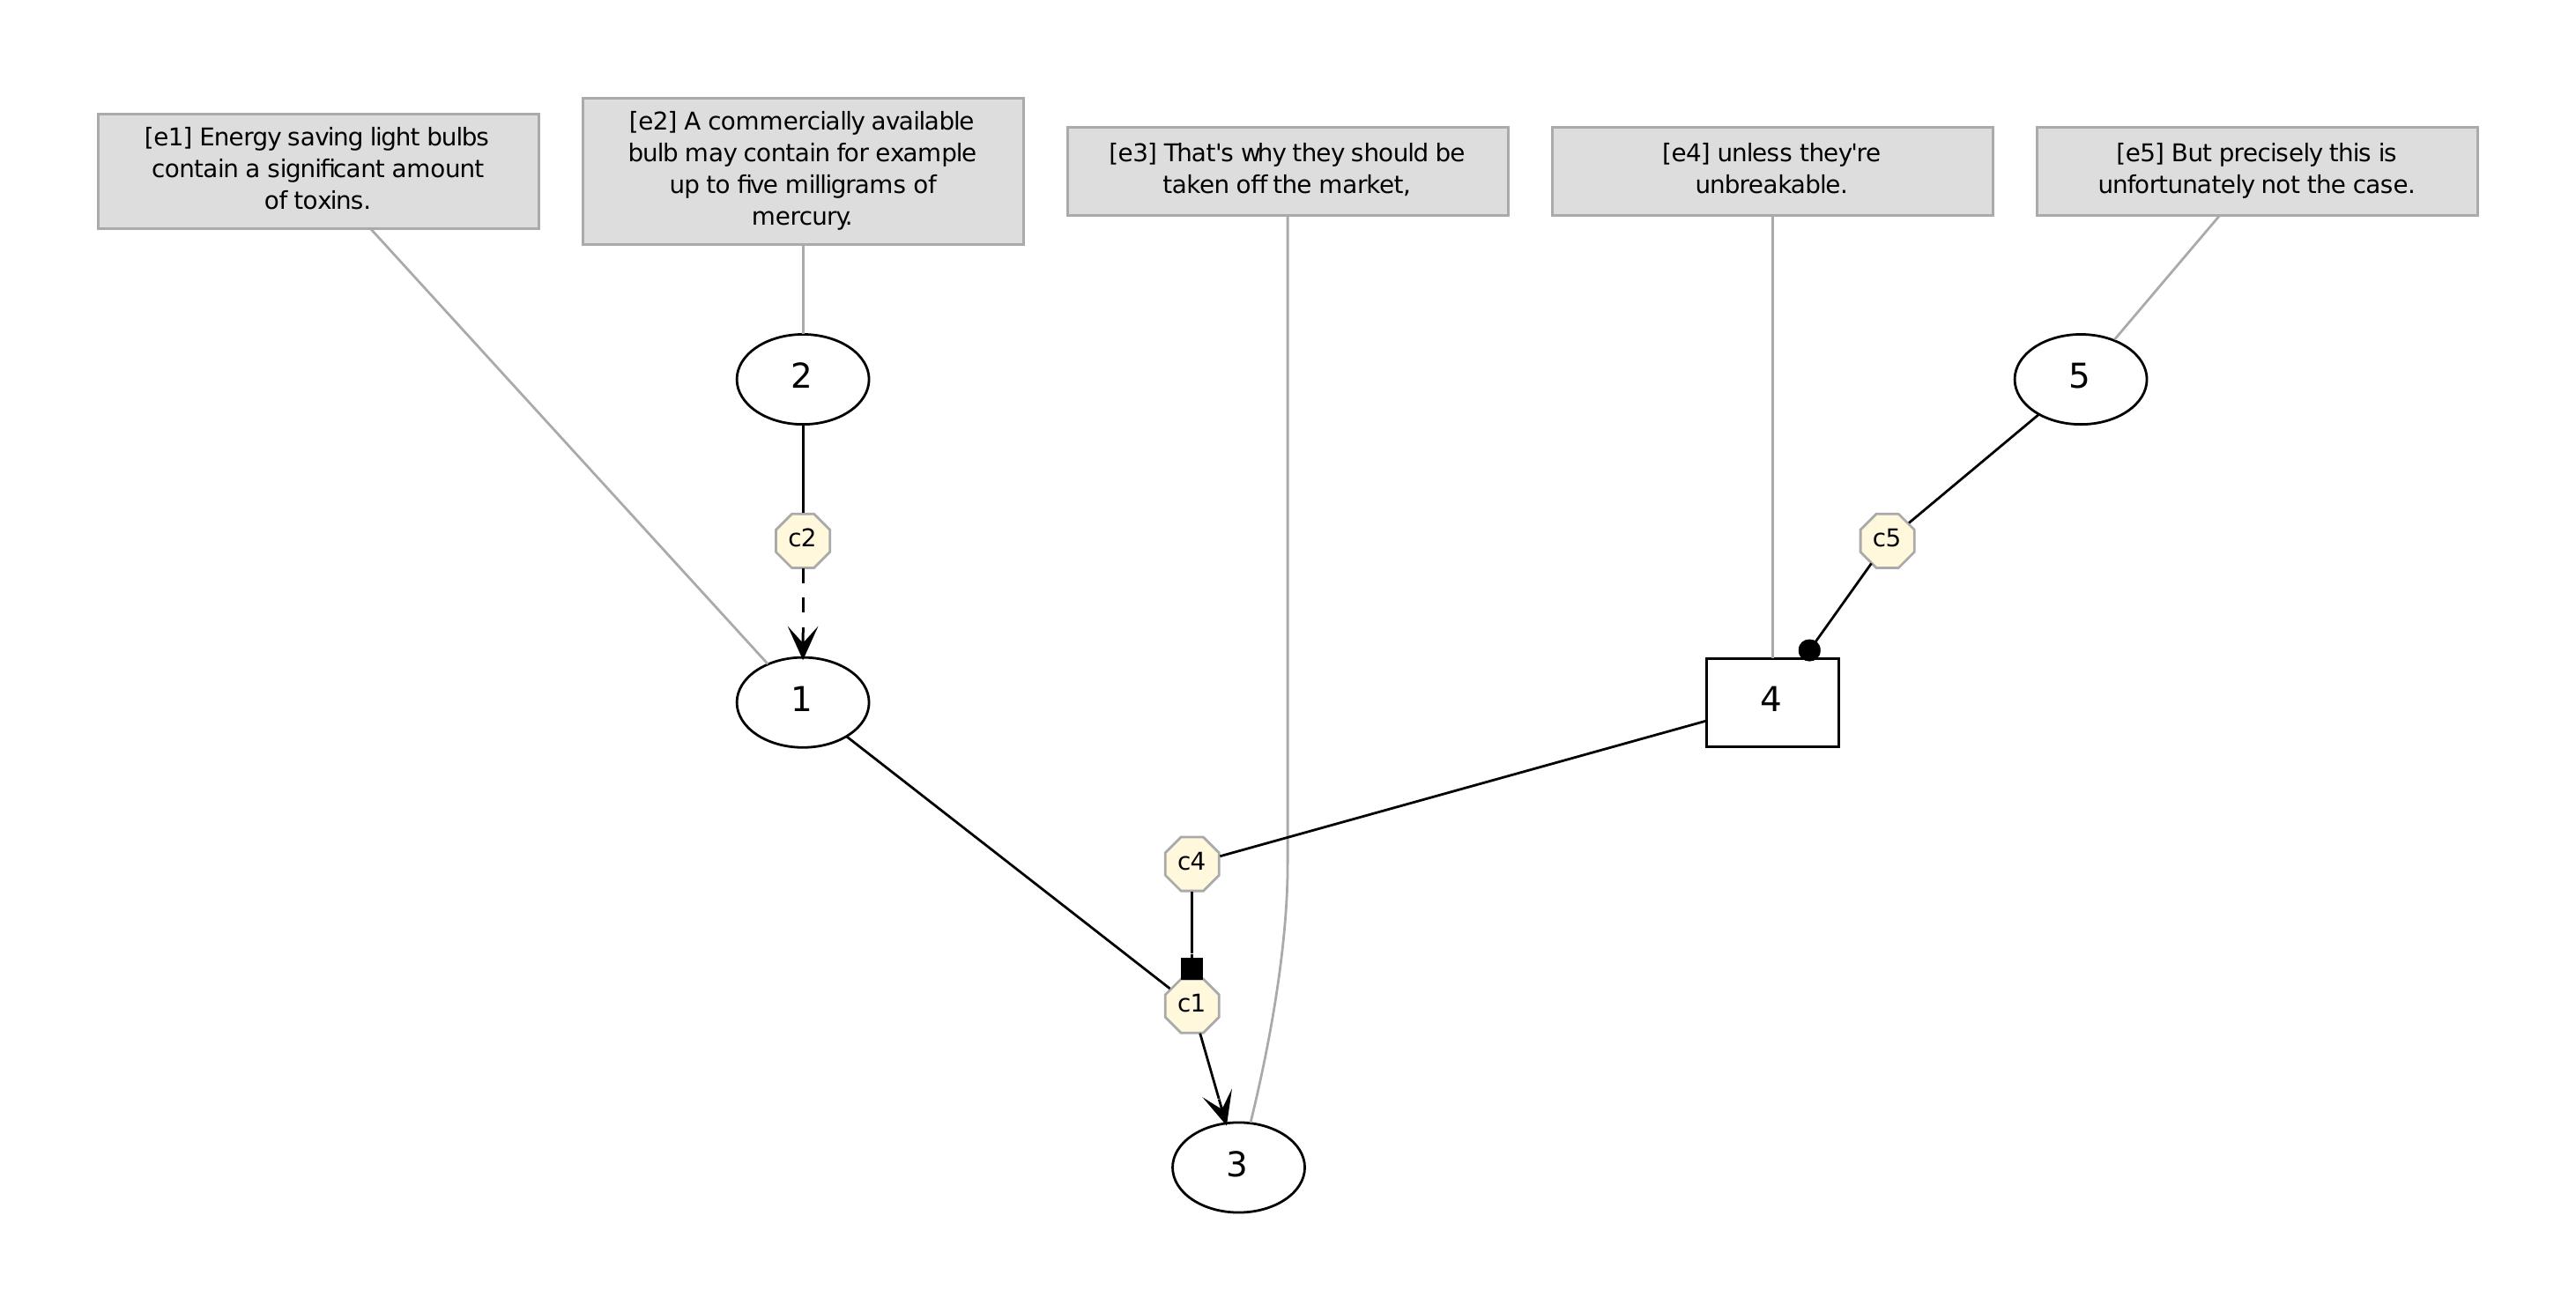 [e1] Energy saving light bulbs
contain a significant amount
of toxins.
[e2] A commercially available
bulb may contain for example
up to five milligrams of
mercury.
[e3] That's why they should be
taken off the market,
[e4] unless they're
unbreakable.
[e5] But precisely this is
unfortunately not the case.
2
5
c2
c5
1
4
c4
c1
3